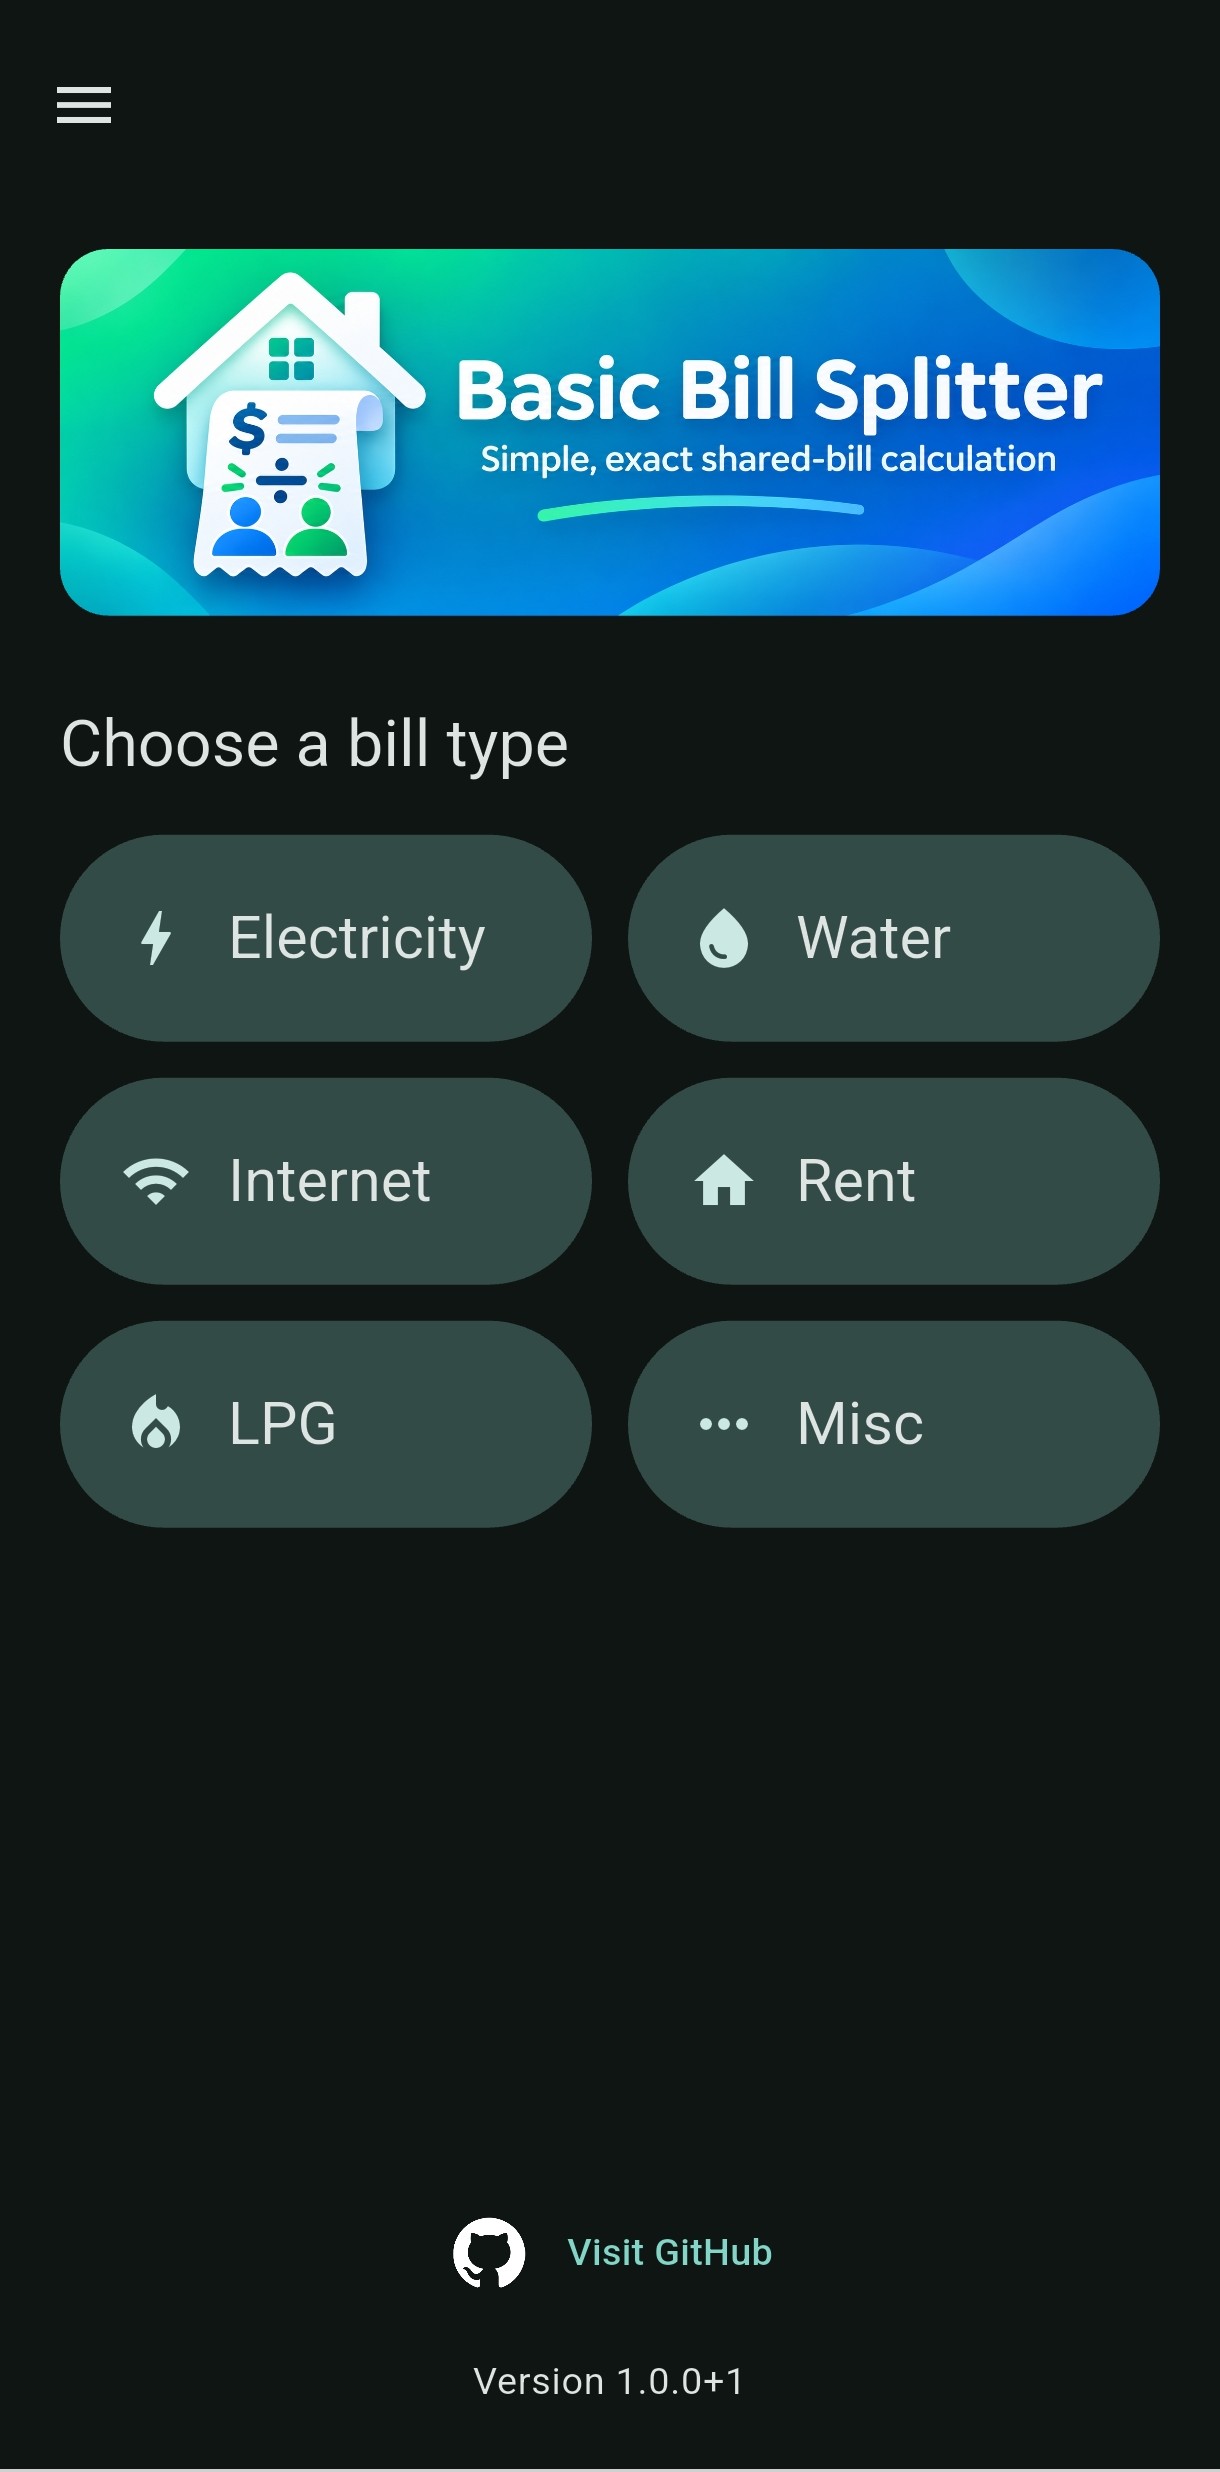 Basic Bill Splitter
Simple, exact shared-bill calculation
$
Choose a bill type
Electricity
Water
Internet
Rent
LPG
Misc
Visit GitHub
Version 1.0.0+1